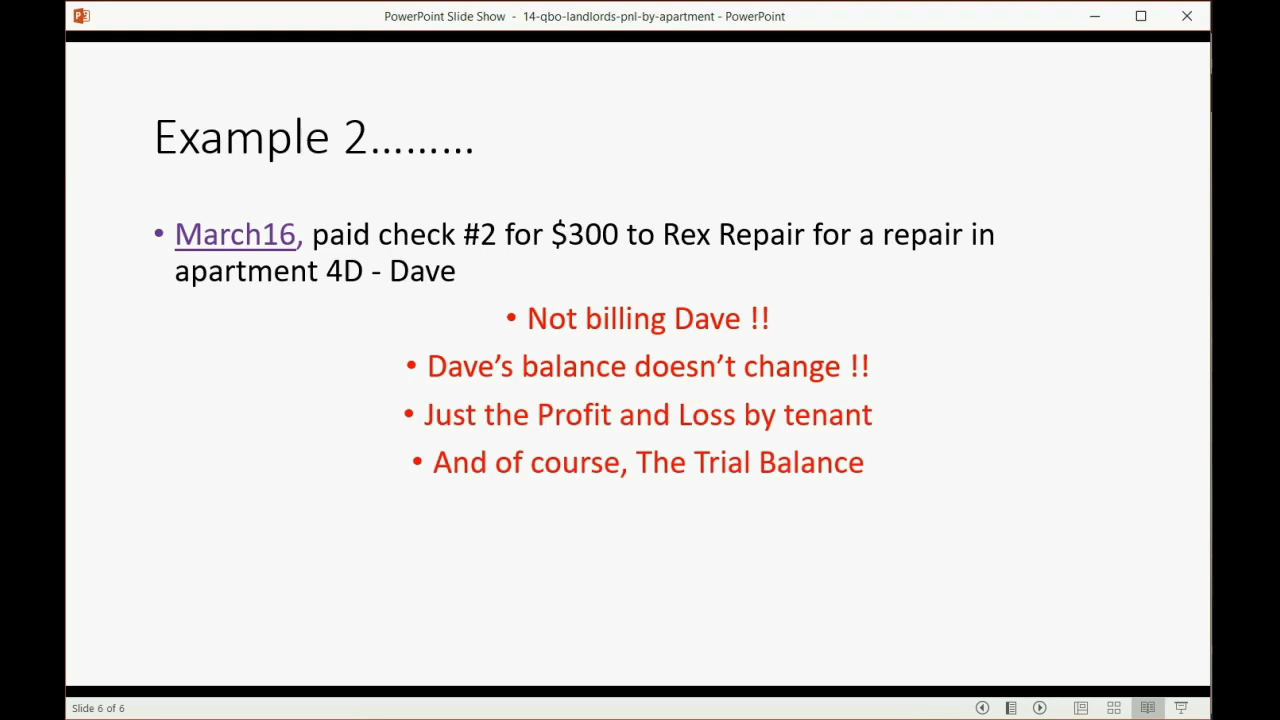 PowerPoint Slide Show - 14-qbo-landlords-pnl-by-apartment - PowerPoint
Example 2.........
• March16, paid check #2 for $300 to Rex Repair for a repair in
apartment 4D - Dave
• Not billing Dave !!
• Dave’s balance doesn’t change !!
• Just the Profit and Loss by tenant
• And of course, The Trial Balance
Slide 6 of 6